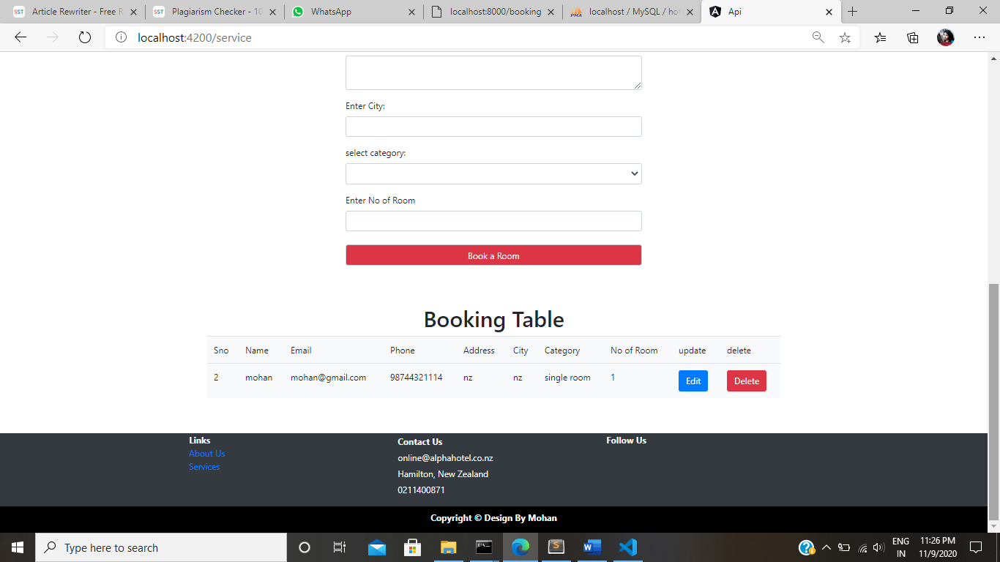 Article Rewriter - Free R
Plagiarism Checker - 10
WhatsApp
localhost:8000/booking
localhost / MySQL / ho
Api
localhost:4200/service
Enter City:
select category:
Enter No of Room
Book a Room
Booking Table
Sno Name Email Phone Address City Category No of Room update delete
2 mohan mohan@gmail.com 98744321114 nz nz single room 1 Edit Delete
Links
About Us
Services
Contact Us
online@alphahotel.co.nz
Hamilton, New Zealand
0211400871
Follow Us
Copyright © Design By Mohan
Type here to search
ENG
IN
11:26 PM
11/9/2020